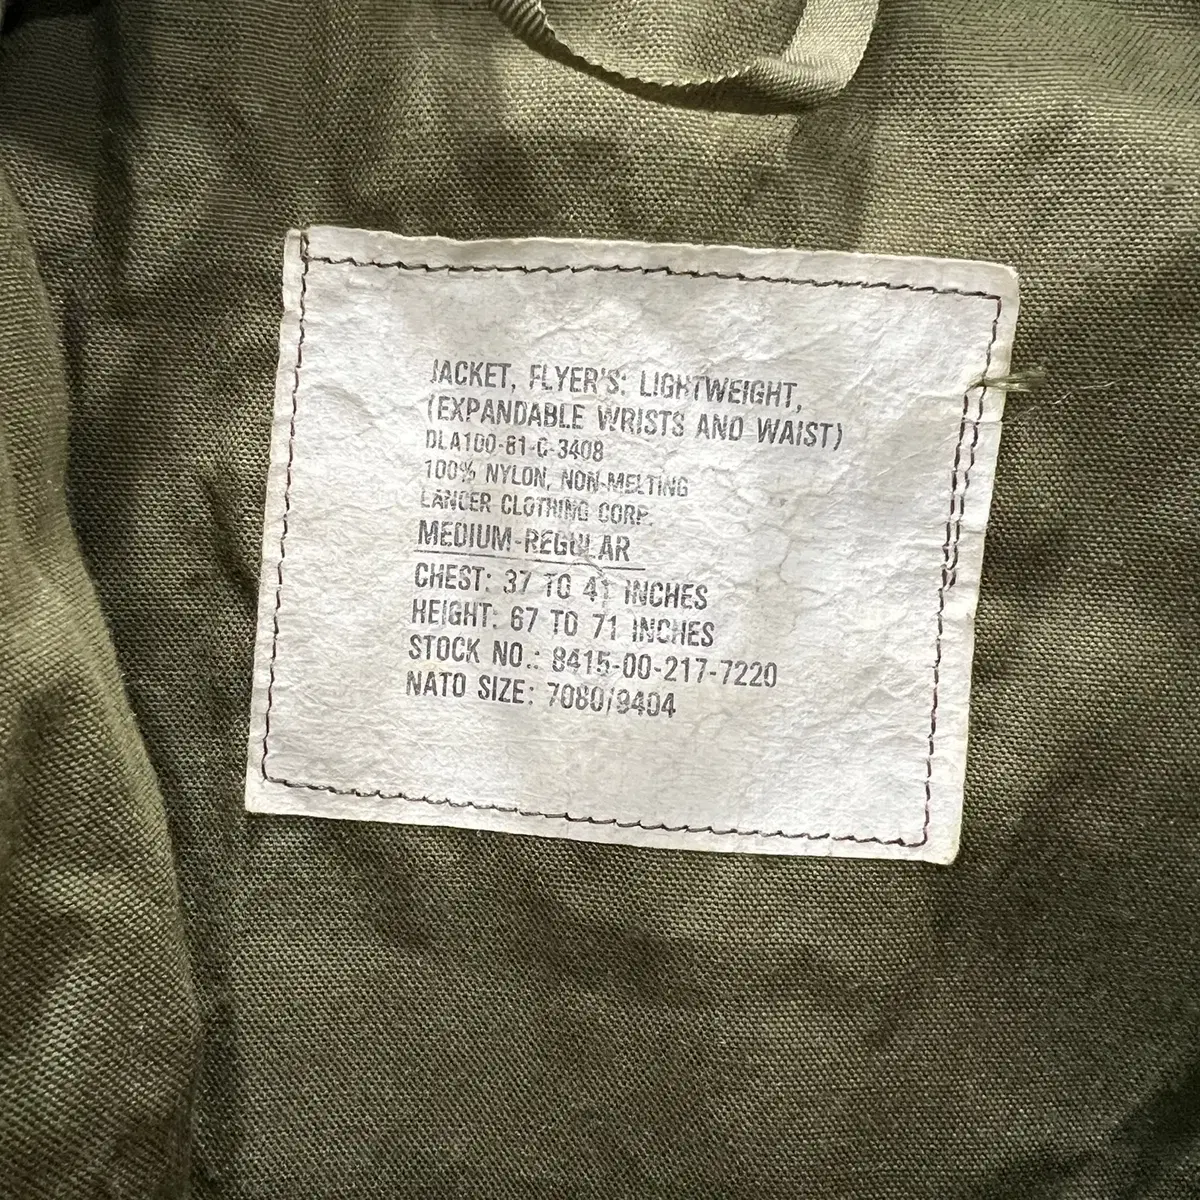 JACKET, FLYER'S: LIGHTWEIGHT,
(EXPANDABLE WRISTS AND WAIST)
DLA100-81-C-3408
100% NYLON, NON-MELTING
LANCER CLOTHING CORP.
MEDIUM-REGULAR
CHEST: 37 TO 41 INCHES
HEIGHT: 67 TO 71 INCHES
STOCK NO.: 8415-00-217-7220
NATO SIZE: 7080/9404